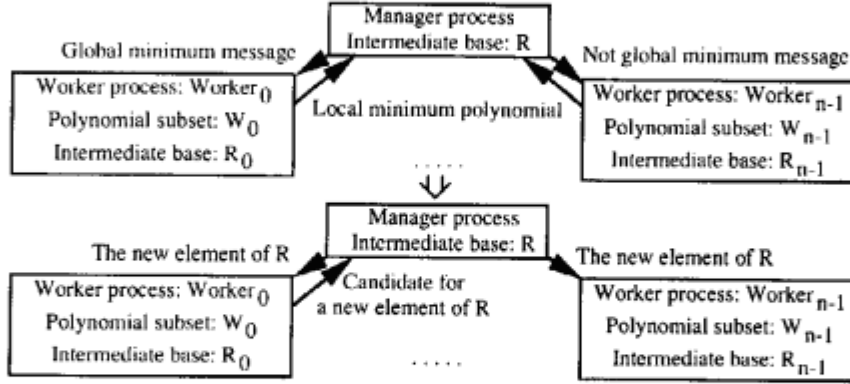 Manager process
Intermediate base: R
Global minimum message
Not global minimum message
Worker process: Worker0
Polynomial subset: W0
Intermediate base: R0
Local minimum polynomial
Worker process: Workern-1
Polynomial subset: Wn-1
Intermediate base: Rn-1
.....
Manager process
Intermediate base: R
The new element of R
The new element of R
Worker process: Worker0
Polynomial subset: W0
Intermediate base: R0
Candidate for
a new element of R
Worker process: Workern-1
Polynomial subset: Wn-1
Intermediate base: Rn-1
.....